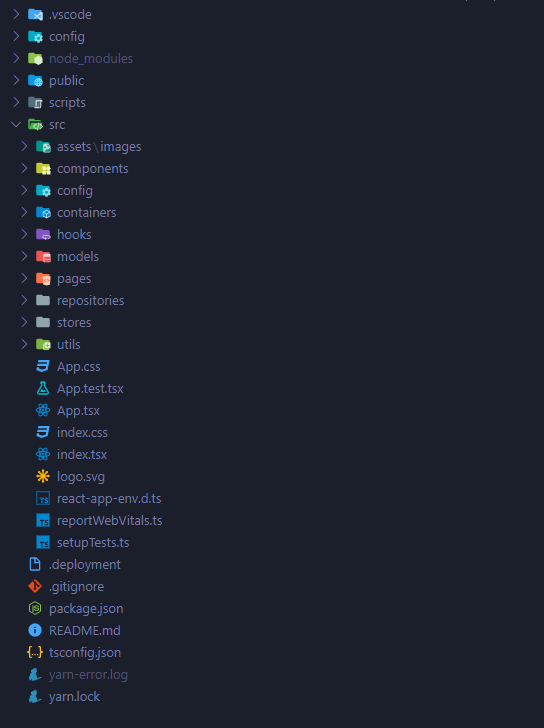 .vscode
config
node_modules
public
scripts
src
assets\images
components
config
containers
hooks
models
pages
repositories
stores
utils
App.css
App.test.tsx
App.tsx
index.css
index.tsx
logo.svg
react-app-env.d.ts
reportWebVitals.ts
setupTests.ts
.deployment
.gitignore
package.json
README.md
tsconfig.json
yarn-error.log
yarn.lock